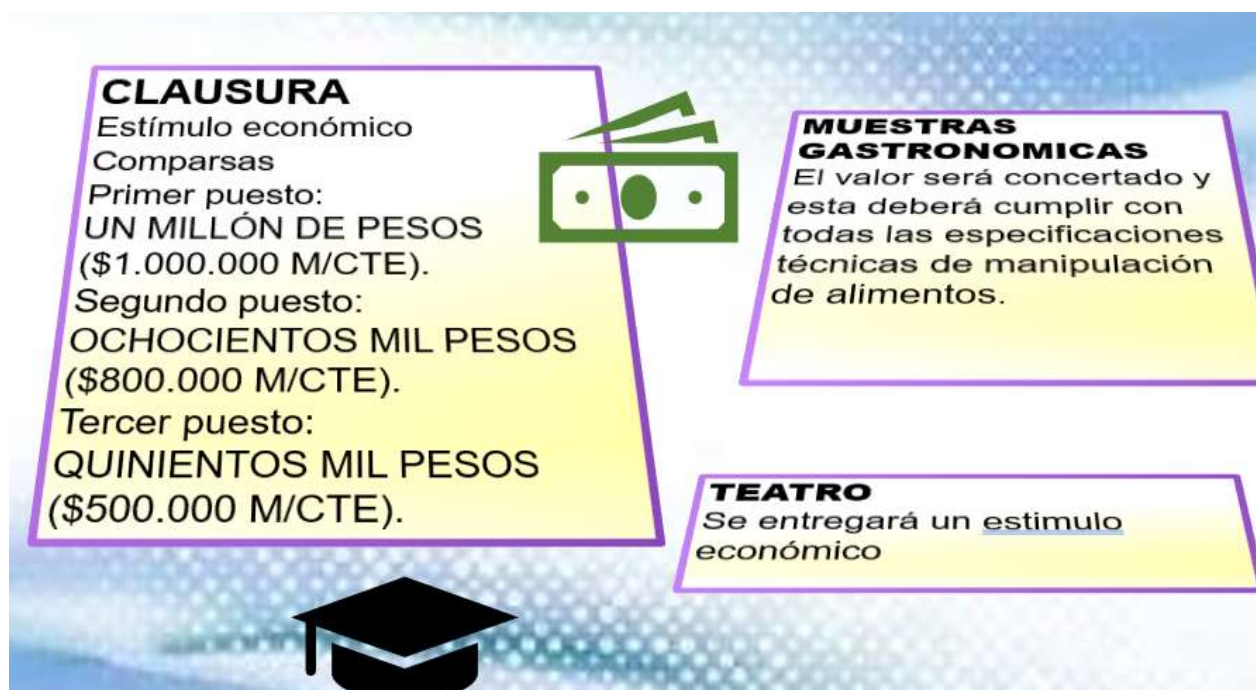 CLAUSURA
Estímulo económico
Comparsas
Primer puesto:
UN MILLÓN DE PESOS
($1.000.000 M/CTE).
Segundo puesto:
OCHOCIENTOS MIL PESOS
($800.000 M/CTE).
Tercer puesto:
QUINIENTOS MIL PESOS
($500.000 M/CTE).
MUESTRAS
GASTRONOMICAS
El valor será concertado y
esta deberá cumplir con
todas las especificaciones
técnicas de manipulación
de alimentos.
TEATRO
Se entregará un estimulo
económico